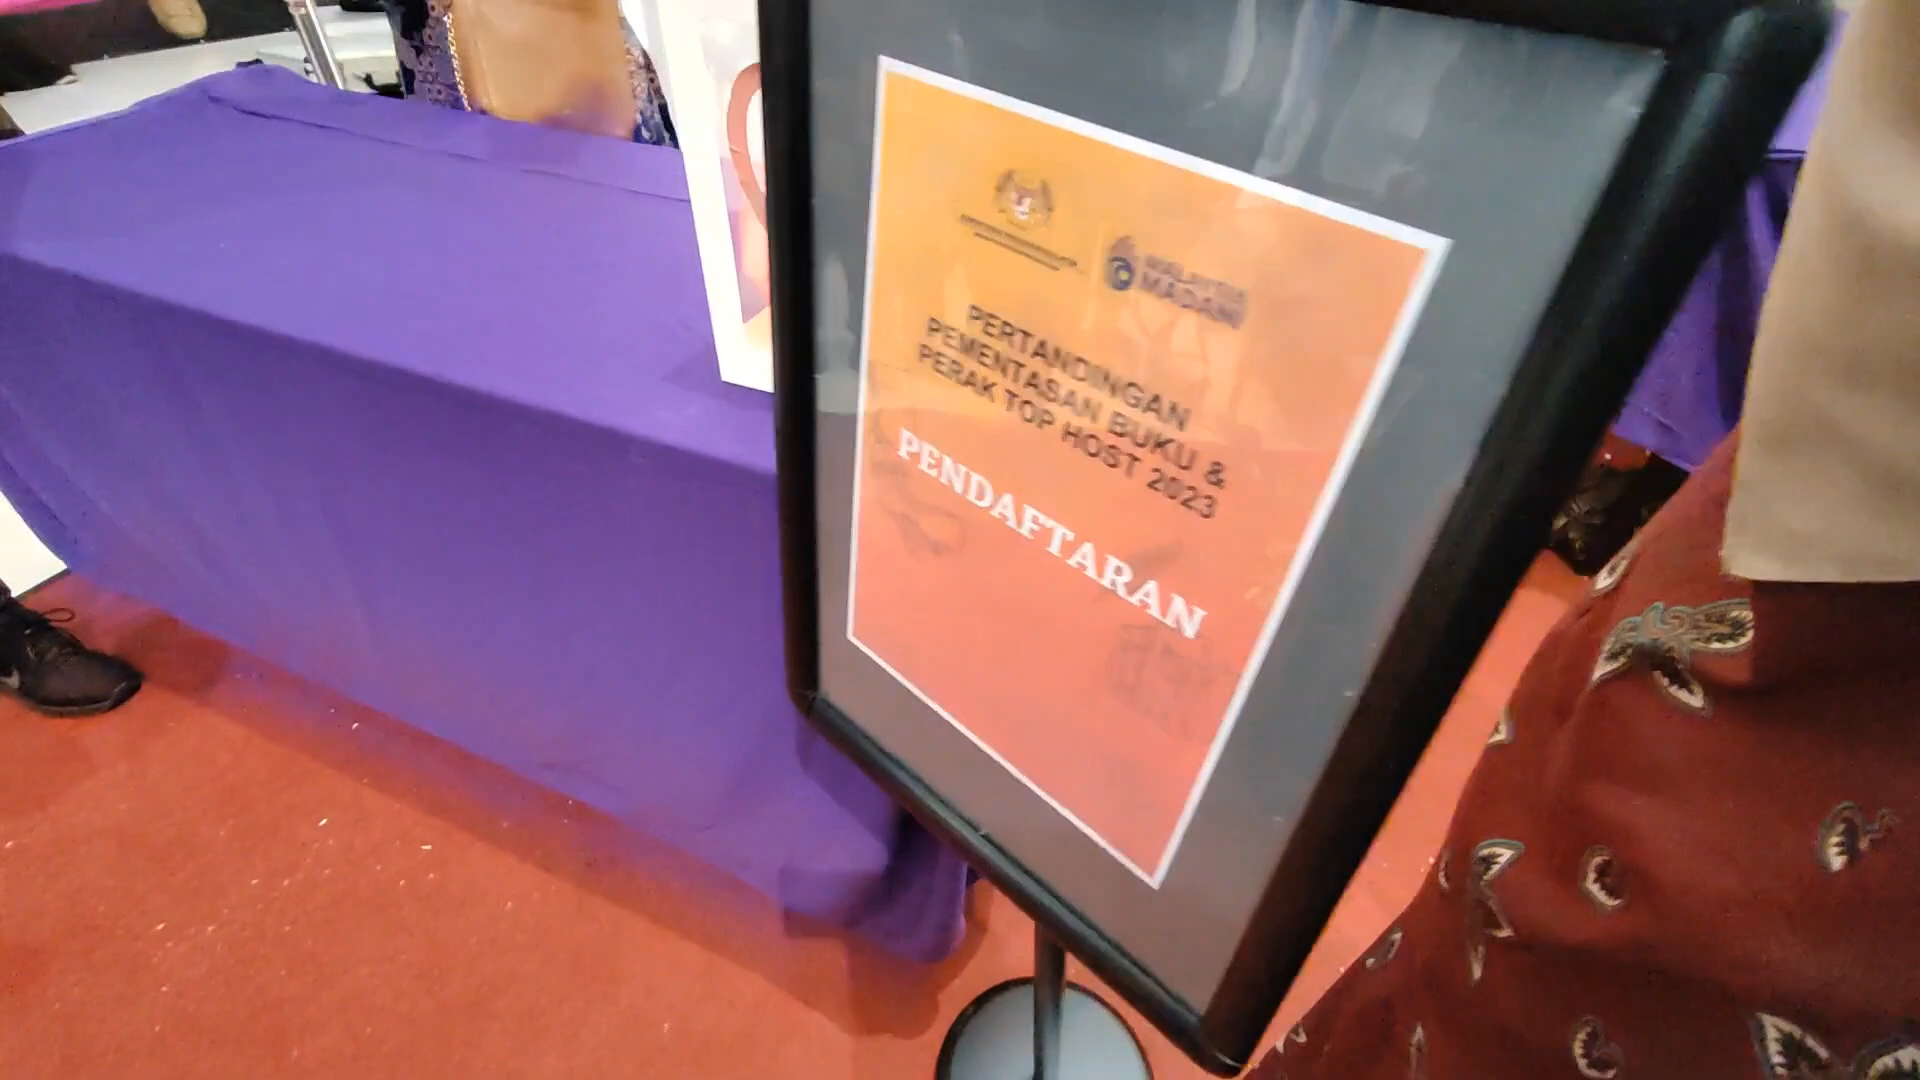 MALAYSIA
MADANI
PERTANDINGAN
PEMENTASAN BUKU &
PERAK TOP HOST 2023
PENDAFTARAN